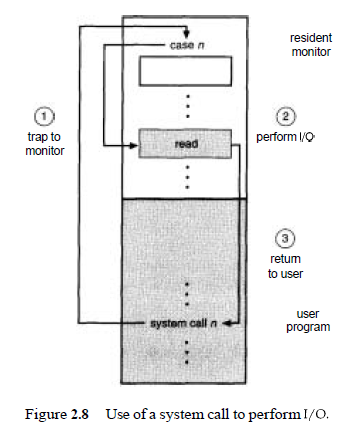 resident
monitor
case n
1
trap to
monitor
2
perform I/O
read
3
return
to user
user
program
system call n
Figure 2.8 Use of a system call to perform I/O.